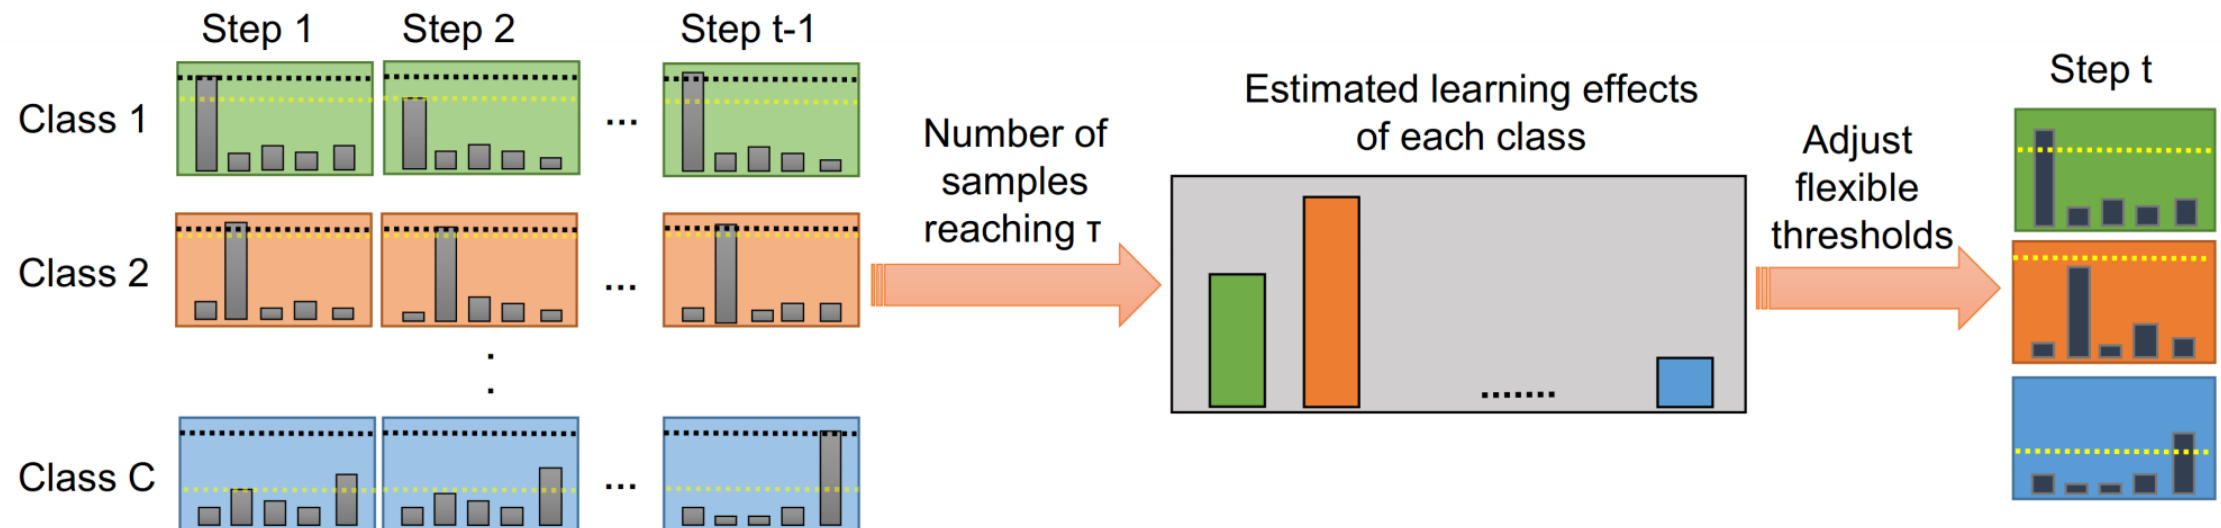 Step 1
Step 2
Step t-1
Step t
Class 1
...
Class 2
...
Class C
...
Number of
samples
reaching τ
Estimated learning effects
of each class
.......
Adjust
flexible
thresholds